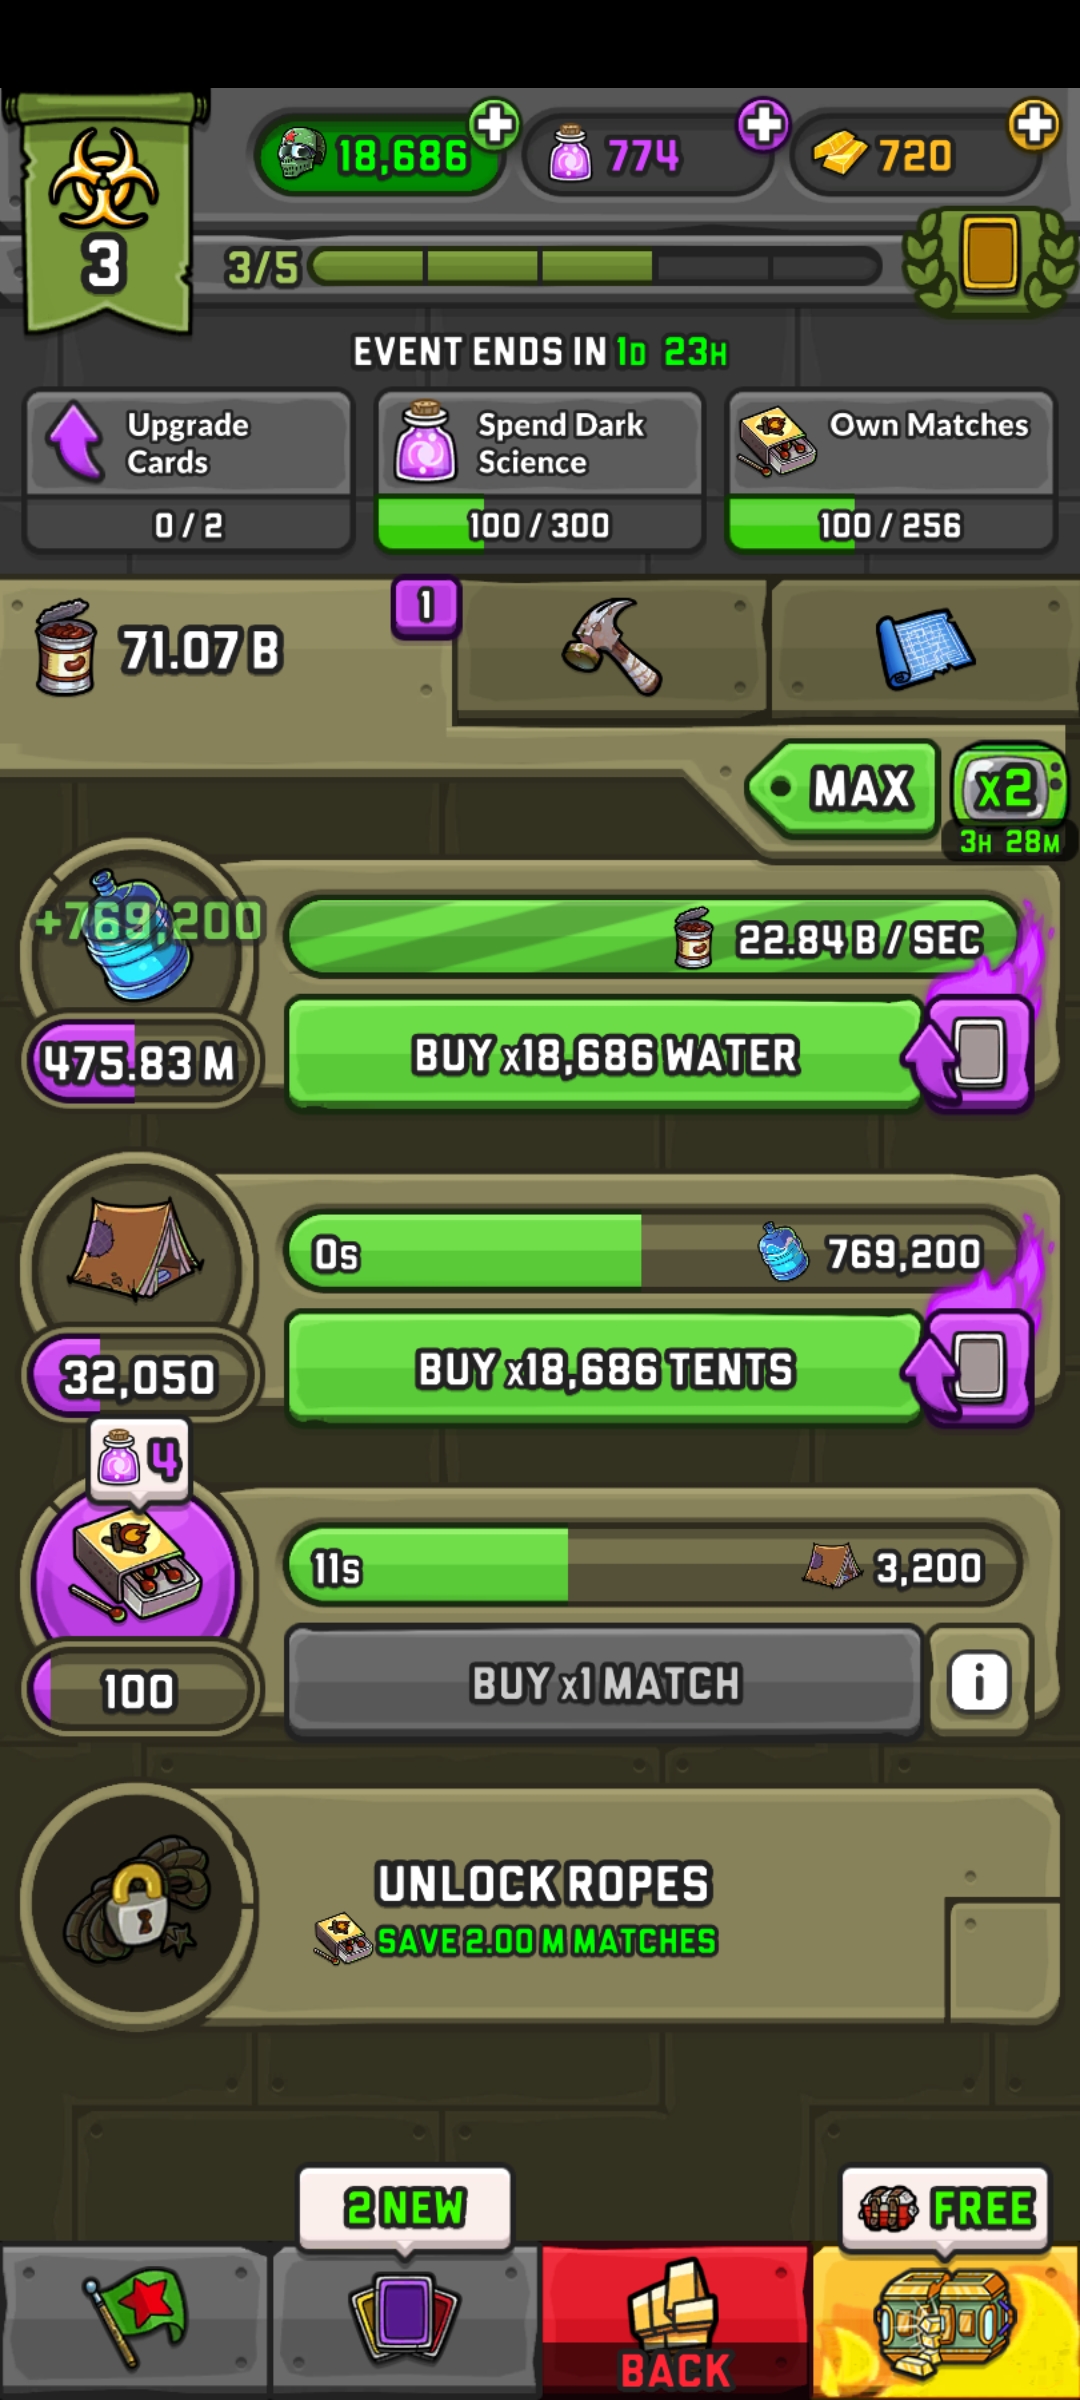 18,686
774
720
3
3/5
EVENT ENDS IN 1D 23H
Upgrade
Cards
0 / 2
Spend Dark
Science
100 / 300
Own Matches
100 / 256
71.07 B
1
MAX
x2
3H 28M
+769,200
22.84 B / SEC
475.83 M
BUY x18,686 WATER
0s
769,200
32,050
BUY x18,686 TENTS
4
11s
3,200
100
BUY x1 MATCH
i
UNLOCK ROPES
SAVE 2.00 M MATCHES
2 NEW
FREE
BACK